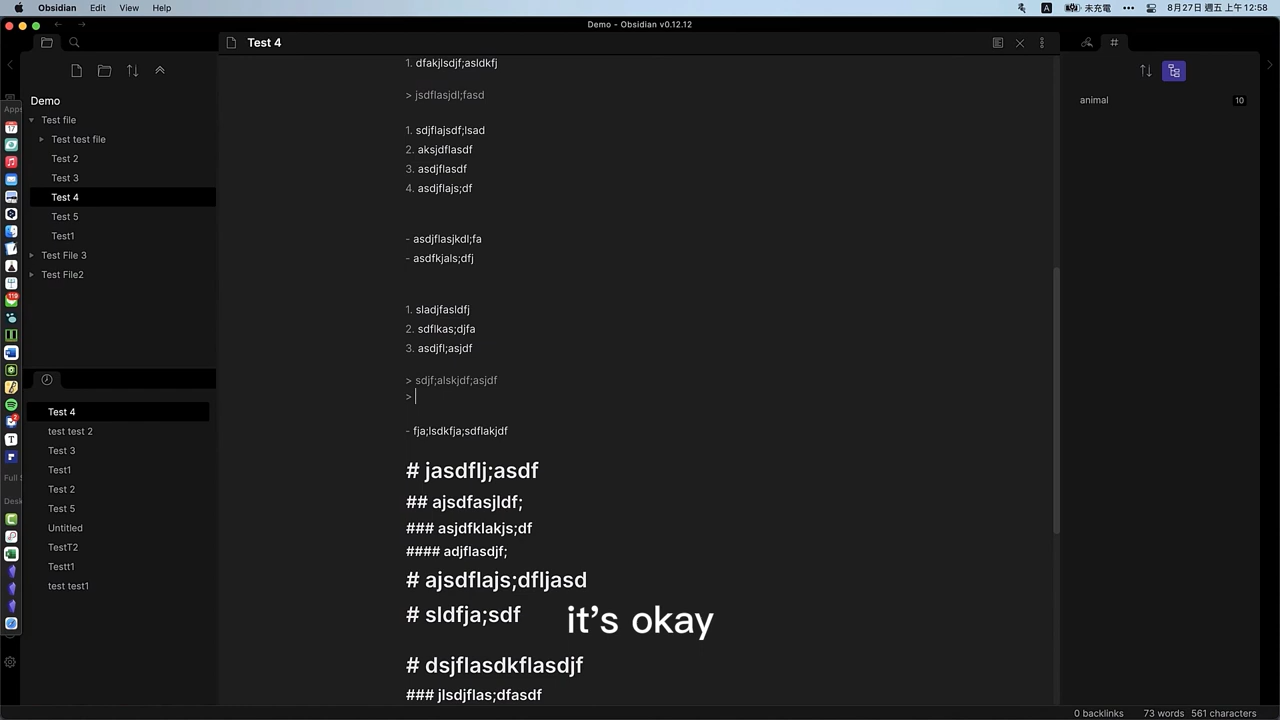 Obsidian Edit View Help
A 未充電 8月27日 週五 上午12:58
Demo - Obsidian v0.12.12
Test 4
Demo
Test file
Test test file
Test 2
Test 3
Test 4
Test 5
Test1
Test File 3
Test File2
Test 4
test test 2
Test 3
Test1
Test 2
Test 5
Untitled
TestT2
Testt1
test test1
Apps
17
119
2
T
Full S
Desk
1. dfakjlsdjf;asldkfj
> jsdflasjdl;fasd
1. sdjflajsdf;lsad
2. aksjdflasdf
3. asdjflasdf
4. asdjflajs;df
- asdjflasjkdl;fa
- asdfkjals;dfj
1. sladjfasldfj
2. sdflkas;djfa
3. asdjfl;asjdf
> sdjf;alskjdf;asjdf
>
- fja;lsdkfja;sdflakjdf
# jasdflj;asdf
## ajsdfasjldf;
### asjdfklakjs;df
#### adjflasdjf;
# ajsdflajs;dfljasd
# sldfja;sdf
it's okay
# dsjflasdkflasdjf
### jlsdjflas;dfasdf
#
animal 10
0 backlinks 73 words 561 characters